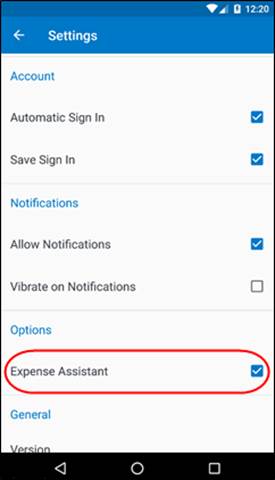 12:20
Settings
Account
Automatic Sign In
Save Sign In
Notifications
Allow Notifications
Vibrate on Notifications
Options
Expense Assistant
General
Version